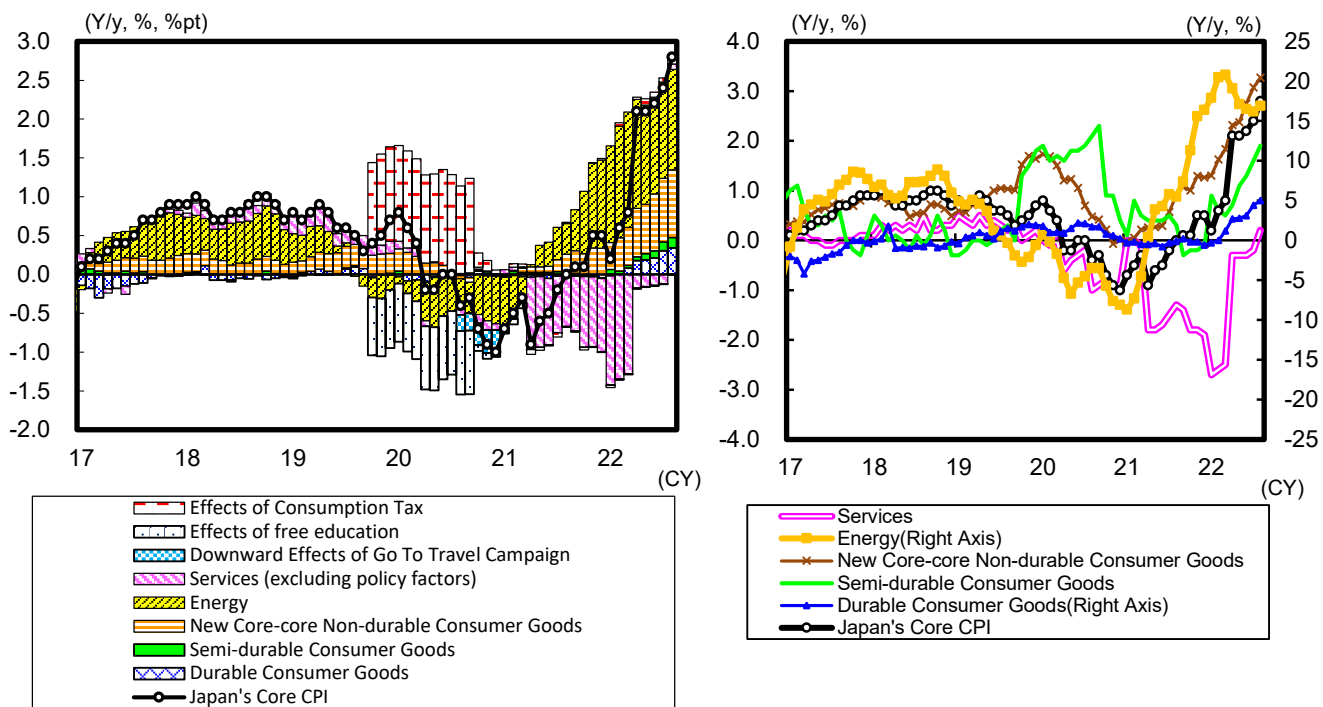 (Y/y, %, %pt)
3.0
2.5
2.0
1.5
1.0
0.5
0.0
-0.5
-1.0
-1.5
-2.0
17 18 19 20 21 22
(CY)
Effects of Consumption Tax
Effects of free education
Downward Effects of Go To Travel Campaign
Services (excluding policy factors)
Energy
New Core-core Non-durable Consumer Goods
Semi-durable Consumer Goods
Durable Consumer Goods
Japan's Core CPI
(Y/y, %) (Y/y, %)
4.0 25
3.0 20
2.0 15
1.0 10
0.0 5
-1.0 0
-2.0 -5
-3.0 -10
-4.0 -15
-20
-25
17 18 19 20 21 22
(CY)
Services
Energy(Right Axis)
New Core-core Non-durable Consumer Goods
Semi-durable Consumer Goods
Durable Consumer Goods(Right Axis)
Japan's Core CPI